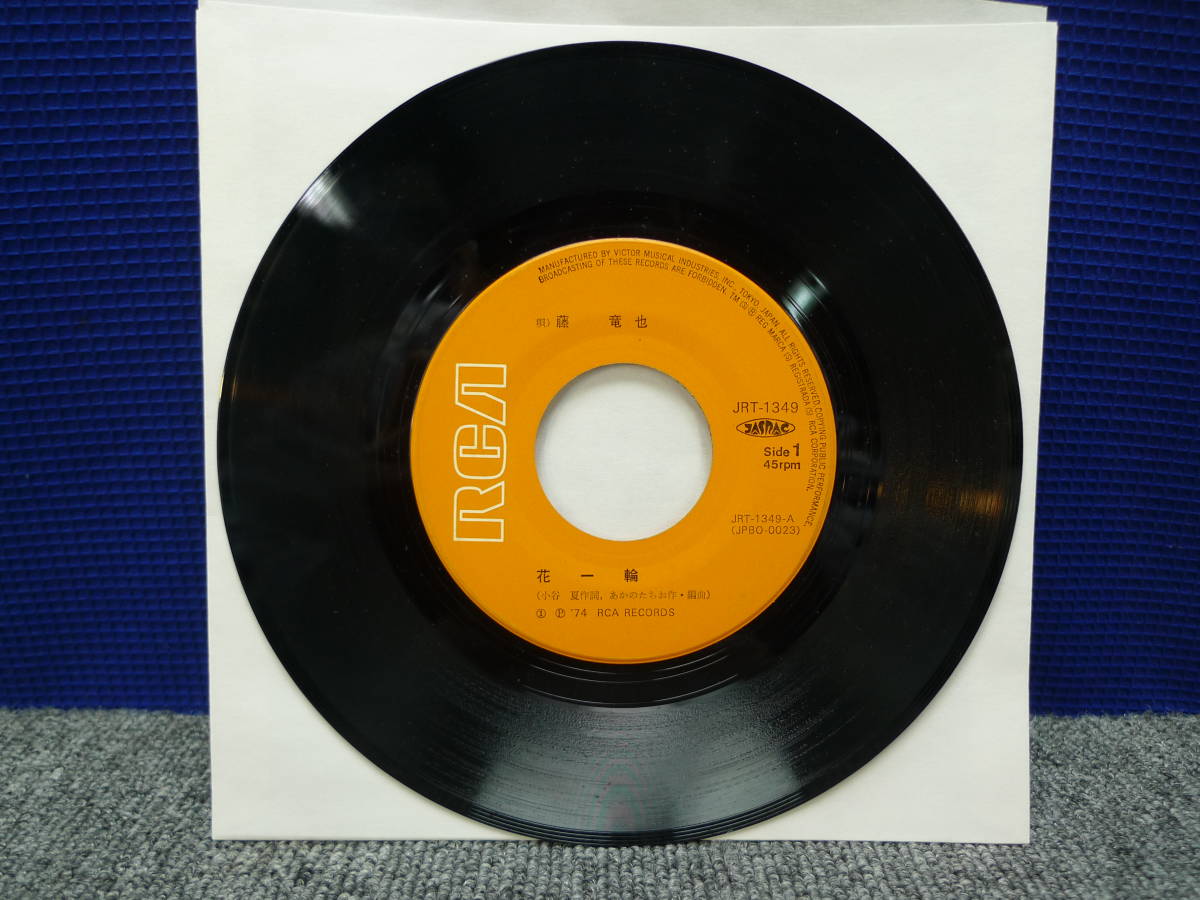 MANUFACTURED BY VICTOR MUSICAL INDUSTRIES, INC., TOKYO, JAPAN. ALL RIGHTS RESERVED. COPYING, PUBLIC PERFORMANCE,
BROADCASTING OF THESE RECORDS ARE FORBIDDEN. TM(S) ® REG. MARCA (S) REGISTRADA (S) RCA CORPORATION.
唄) 藤 竜也
RCA
JRT-1349
JASRAC
Side 1
45rpm
JRT-1349-A
(JPBO-0023)
花一輪
(小谷 夏作詞, あかのたちお作・編曲)
℗ '74 RCA RECORDS